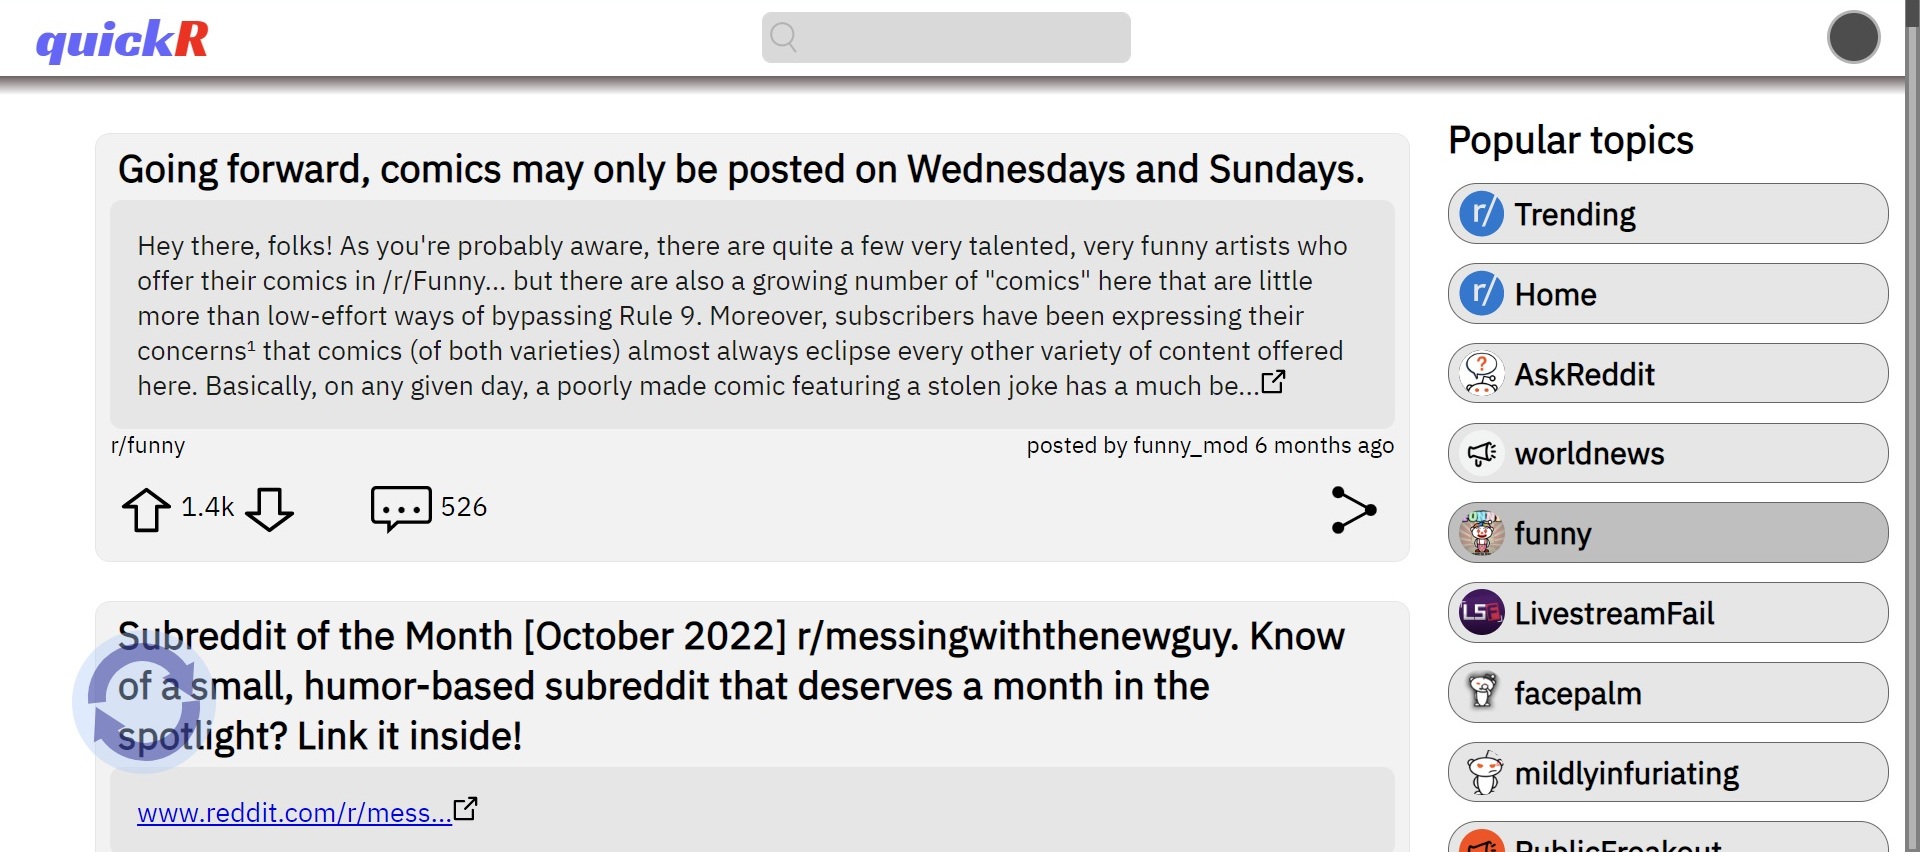 quickR
Going forward, comics may only be posted on Wednesdays and Sundays.
Hey there, folks! As you're probably aware, there are quite a few very talented, very funny artists who
offer their comics in /r/Funny... but there are also a growing number of "comics" here that are little
more than low-effort ways of bypassing Rule 9. Moreover, subscribers have been expressing their
concerns¹ that comics (of both varieties) almost always eclipse every other variety of content offered
here. Basically, on any given day, a poorly made comic featuring a stolen joke has a much be...
r/funny
posted by funny_mod 6 months ago
1.4k
526
Subreddit of the Month [October 2022] r/messingwiththenewguy. Know
of a small, humor-based subreddit that deserves a month in the
spotlight? Link it inside!
www.reddit.com/r/mess...
Popular topics
r/ Trending
r/ Home
? AskReddit
worldnews
FUNNY funny
LSF LivestreamFail
facepalm
mildlyinfuriating
PublicFreakout